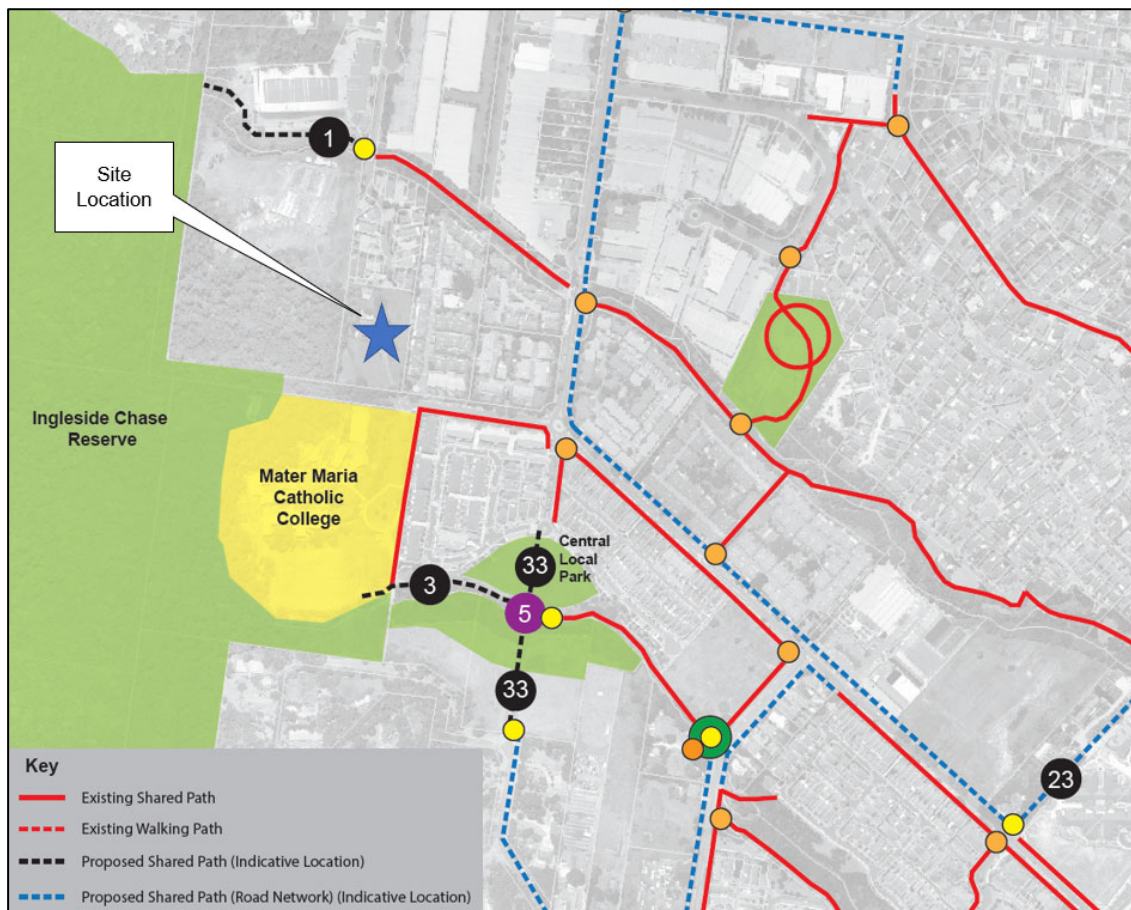 1
Site
Location
Ingleside Chase
Reserve
Mater Maria
Catholic
College
Central
Local
Park
33
3
5
33
23
Key
Existing Shared Path
Existing Walking Path
Proposed Shared Path (Indicative Location)
Proposed Shared Path (Road Network) (Indicative Location)